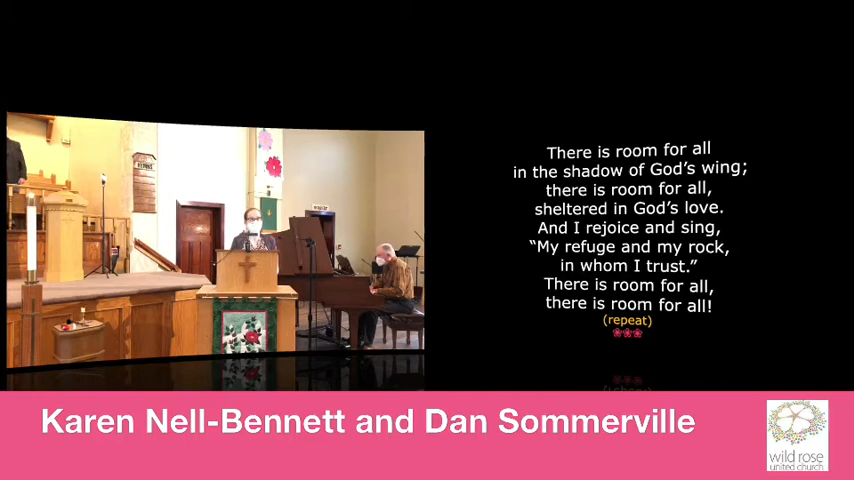 There is room for all
in the shadow of God's wing;
there is room for all,
sheltered in God's love.
And I rejoice and sing,
“My refuge and my rock,
in whom I trust.”
There is room for all,
there is room for all!
(repeat)
Karen Nell-Bennett and Dan Sommerville
wild rose
united church